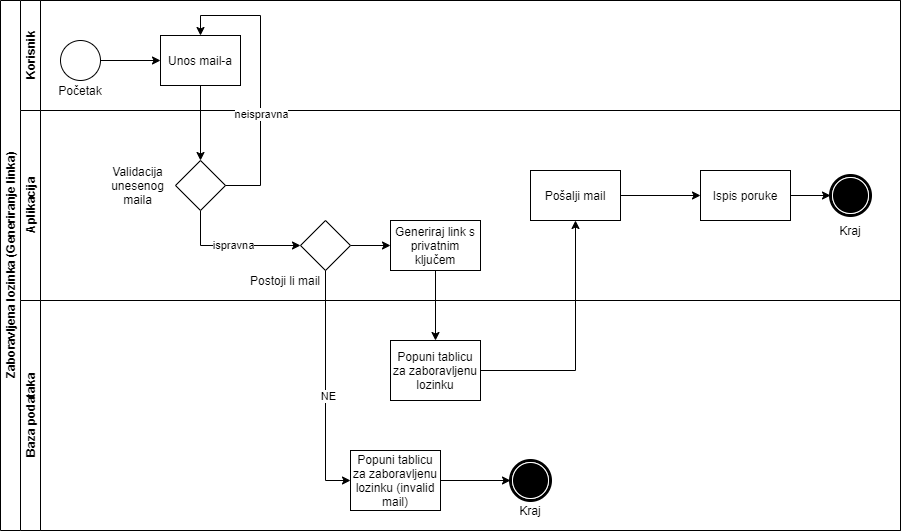 Zaboravljena lozinka (Generiranje linka)
Korisnik
Početak
Unos mail-a
neispravna
Aplikacija
Validacija
unesenog
maila
ispravna
Postoji li mail
Generiraj link s
privatnim
ključem
Pošalji mail
Ispis poruke
Kraj
Baza podataka
Popuni tablicu
za zaboravljenu
lozinku
NE
Popuni tablicu
za zaboravljenu
lozinku (invalid
mail)
Kraj